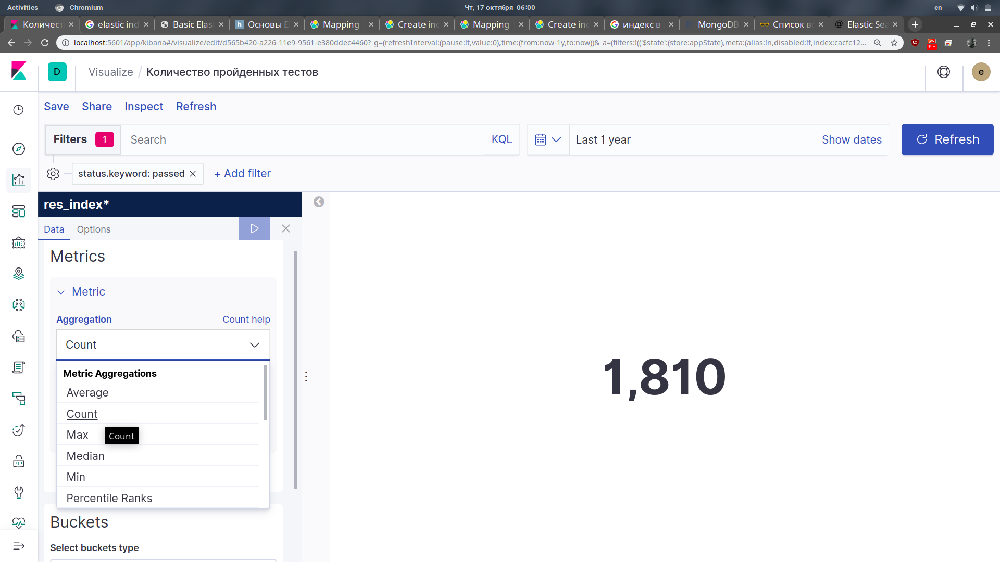 Activities Chromium Чт, 17 октября 06:00 en
Количест elastic ind Basic Elast Основы E Mapping Create inc Mapping Create inc индекс в MongoDB Список вс @ Elastic Sea
localhost:5601/app/kibana#/visualize/edit/d565b420-a226-11e9-9561-e380ddec4460?_g=(refreshInterval:(pause:!t,value:0),time:(from:now-1y,to:now))&_a=(filters:!(('$state':(store:appState),meta:(alias:!n,disabled:!f,index:cacfc12... 99+
D Visualize / Количество пройденных тестов e
Save Share Inspect Refresh
Filters 1 Search KQL Last 1 year Show dates Refresh
status.keyword: passed + Add filter
res_index*
Data Options
Metrics
Metric
Aggregation Count help
Count
Metric Aggregations
Average
Count
Max
Count
Median
Min
Percentile Ranks
1,810
Buckets
Select buckets type